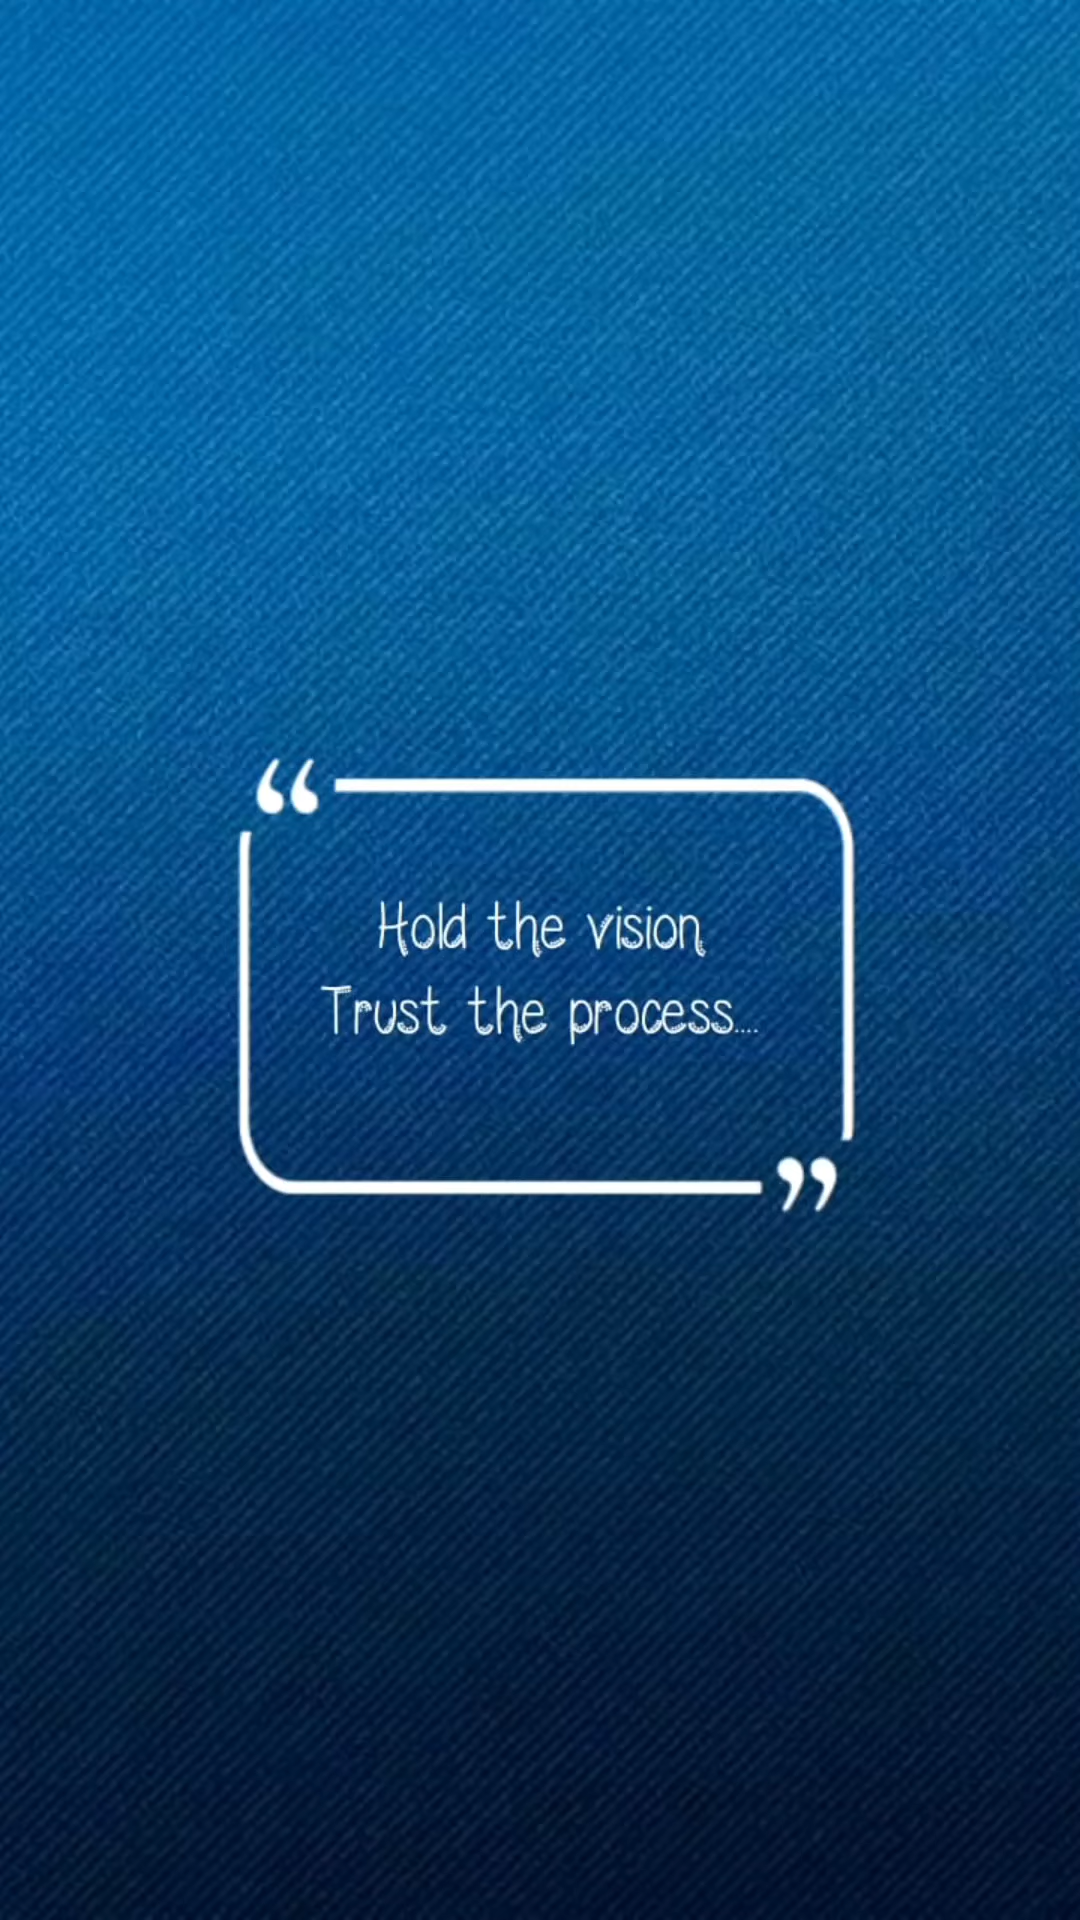 “
Hold the vision
Trust the process....
”